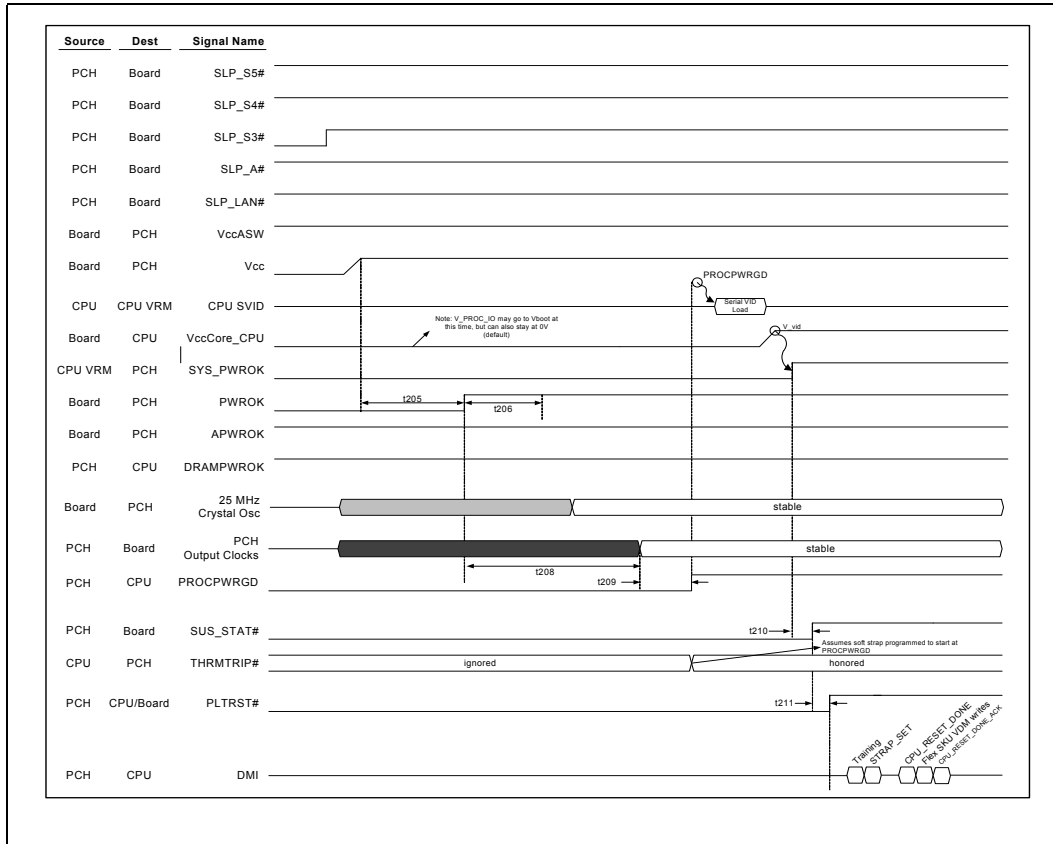 Source Dest Signal Name
PCH Board SLP_S5#
PCH Board SLP_S4#
PCH Board SLP_S3#
PCH Board SLP_A#
PCH Board SLP_LAN#
Board PCH VccASW
Board PCH Vcc
PROCPWRGD
CPU CPU VRM CPU SVID
Serial VID
Load
Note: V_PROC_IO may go to Vboot at
this time, but can also stay at 0V
(default)
Board CPU VccCore_CPU
V_vid
CPU VRM PCH SYS_PWROK
Board PCH PWROK
t205
t206
Board PCH APWROK
PCH CPU DRAMPWROK
Board PCH 25 MHz
Crystal Osc
stable
PCH Board PCH
Output Clocks
stable
t208
t209
PCH CPU PROCPWRGD
PCH Board SUS_STAT#
t210
Assumes soft strap programmed to start at
PROCPWRGD
CPU PCH THRMTRIP#
ignored
honored
PCH CPU/Board PLTRST#
t211
Training
STRAP_SET
CPU_RESET_DONE
Flex SKU VDM writes
CPU_RESET_DONE_ACK
PCH CPU DMI